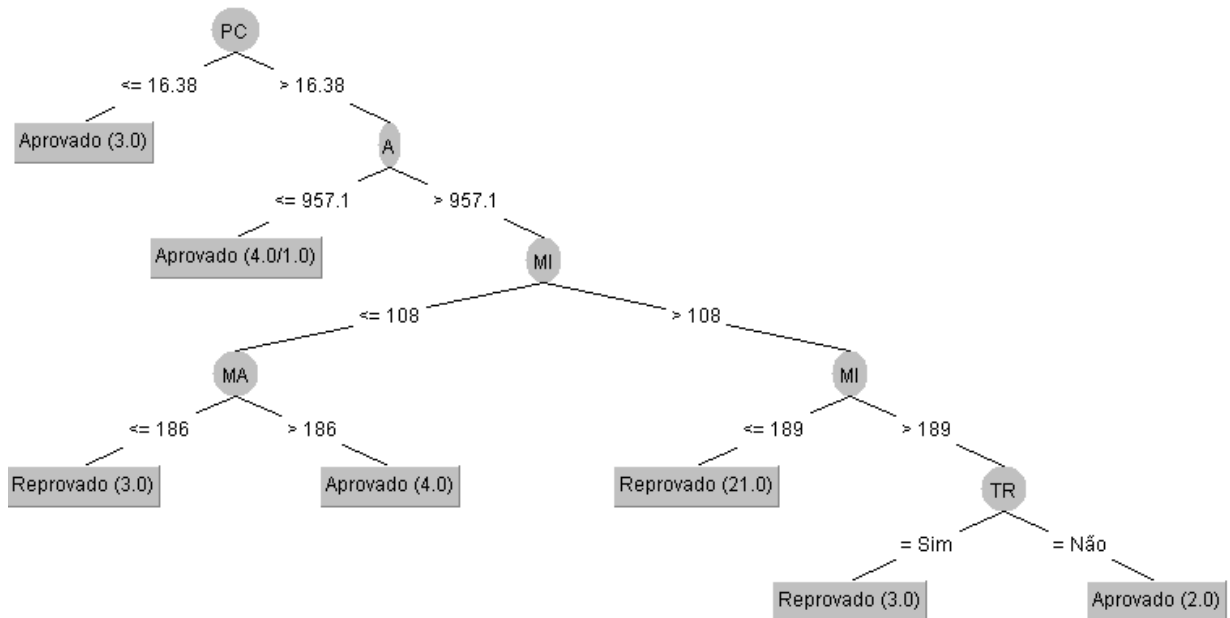 PC
<= 16.38
> 16.38
Aprovado (3.0)
A
<= 957.1
> 957.1
Aprovado (4.0/1.0)
MI
<= 108
> 108
MA
MI
<= 186
> 186
<= 189
> 189
Reprovado (3.0)
Aprovado (4.0)
Reprovado (21.0)
TR
= Sim
= Não
Reprovado (3.0)
Aprovado (2.0)